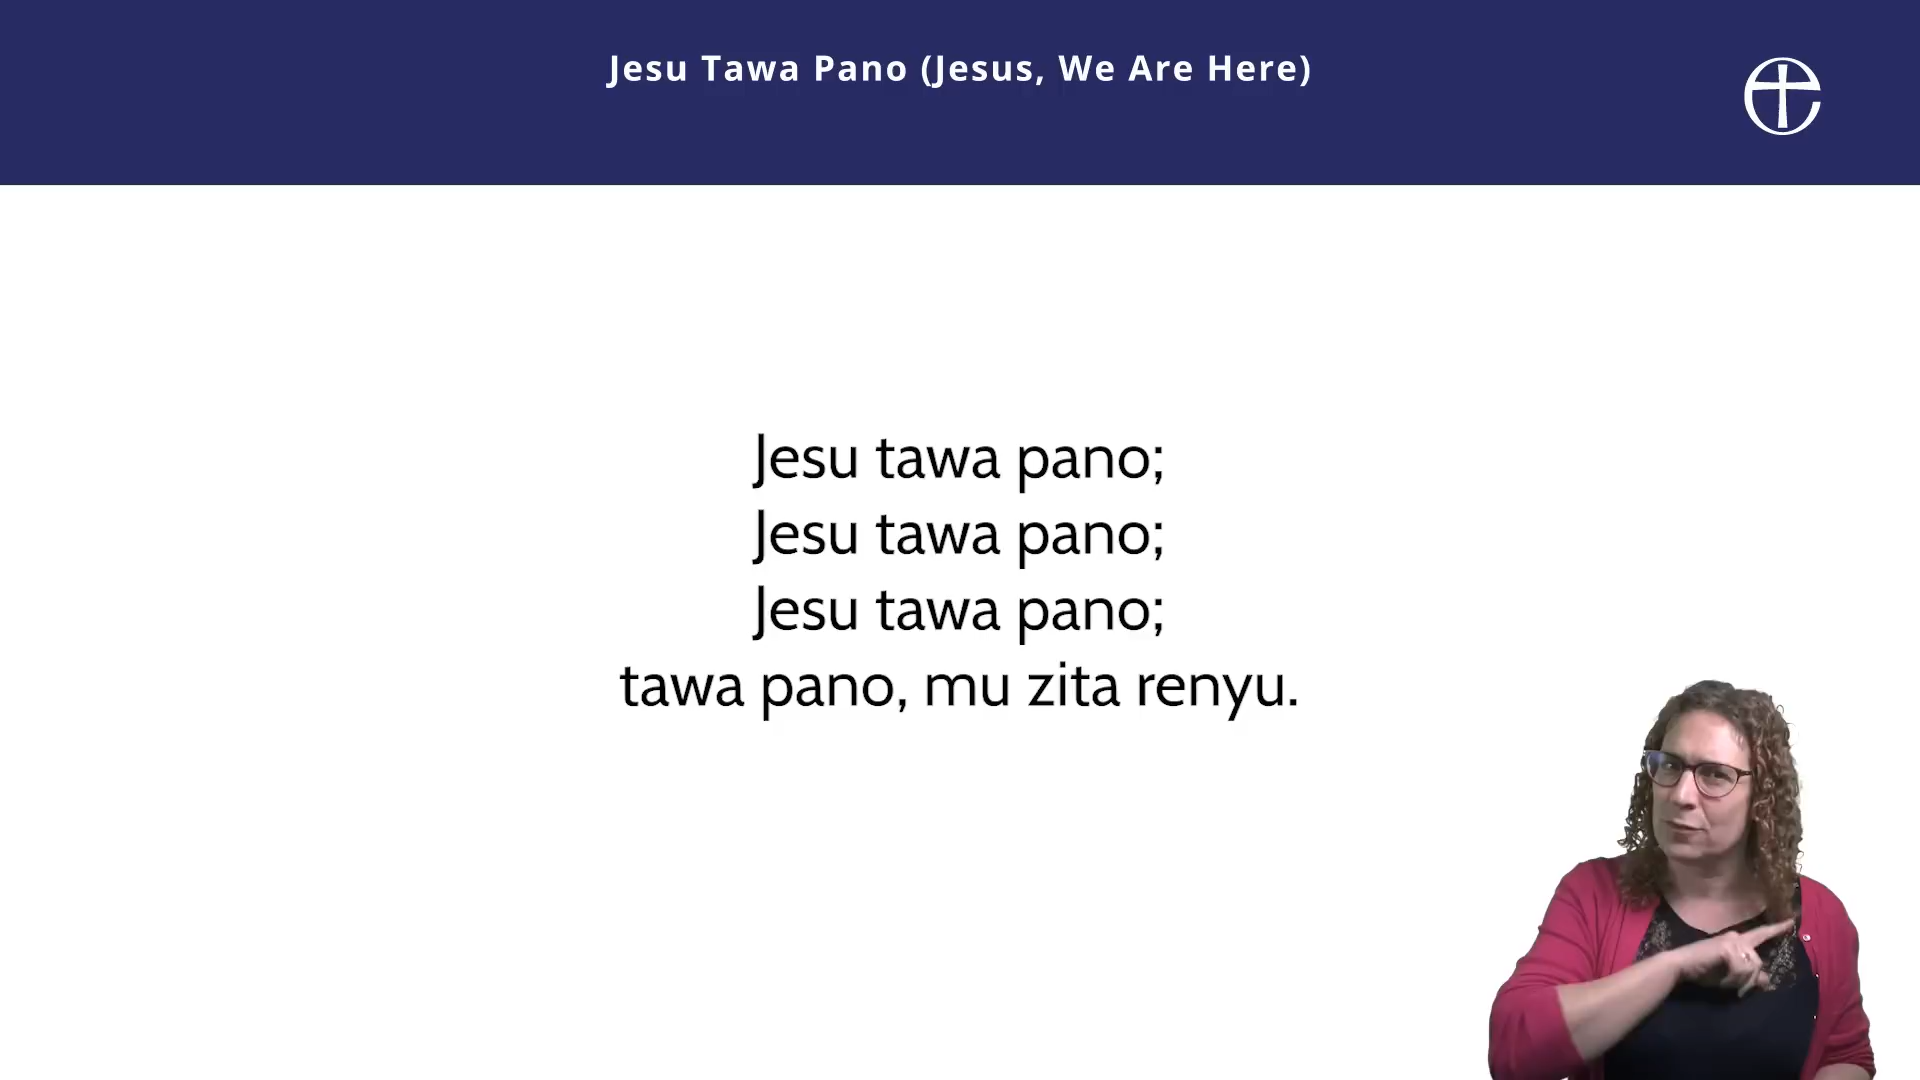 Jesu Tawa Pano (Jesus, We Are Here)
Jesu tawa pano;
Jesu tawa pano;
Jesu tawa pano;
tawa pano, mu zita renyu.